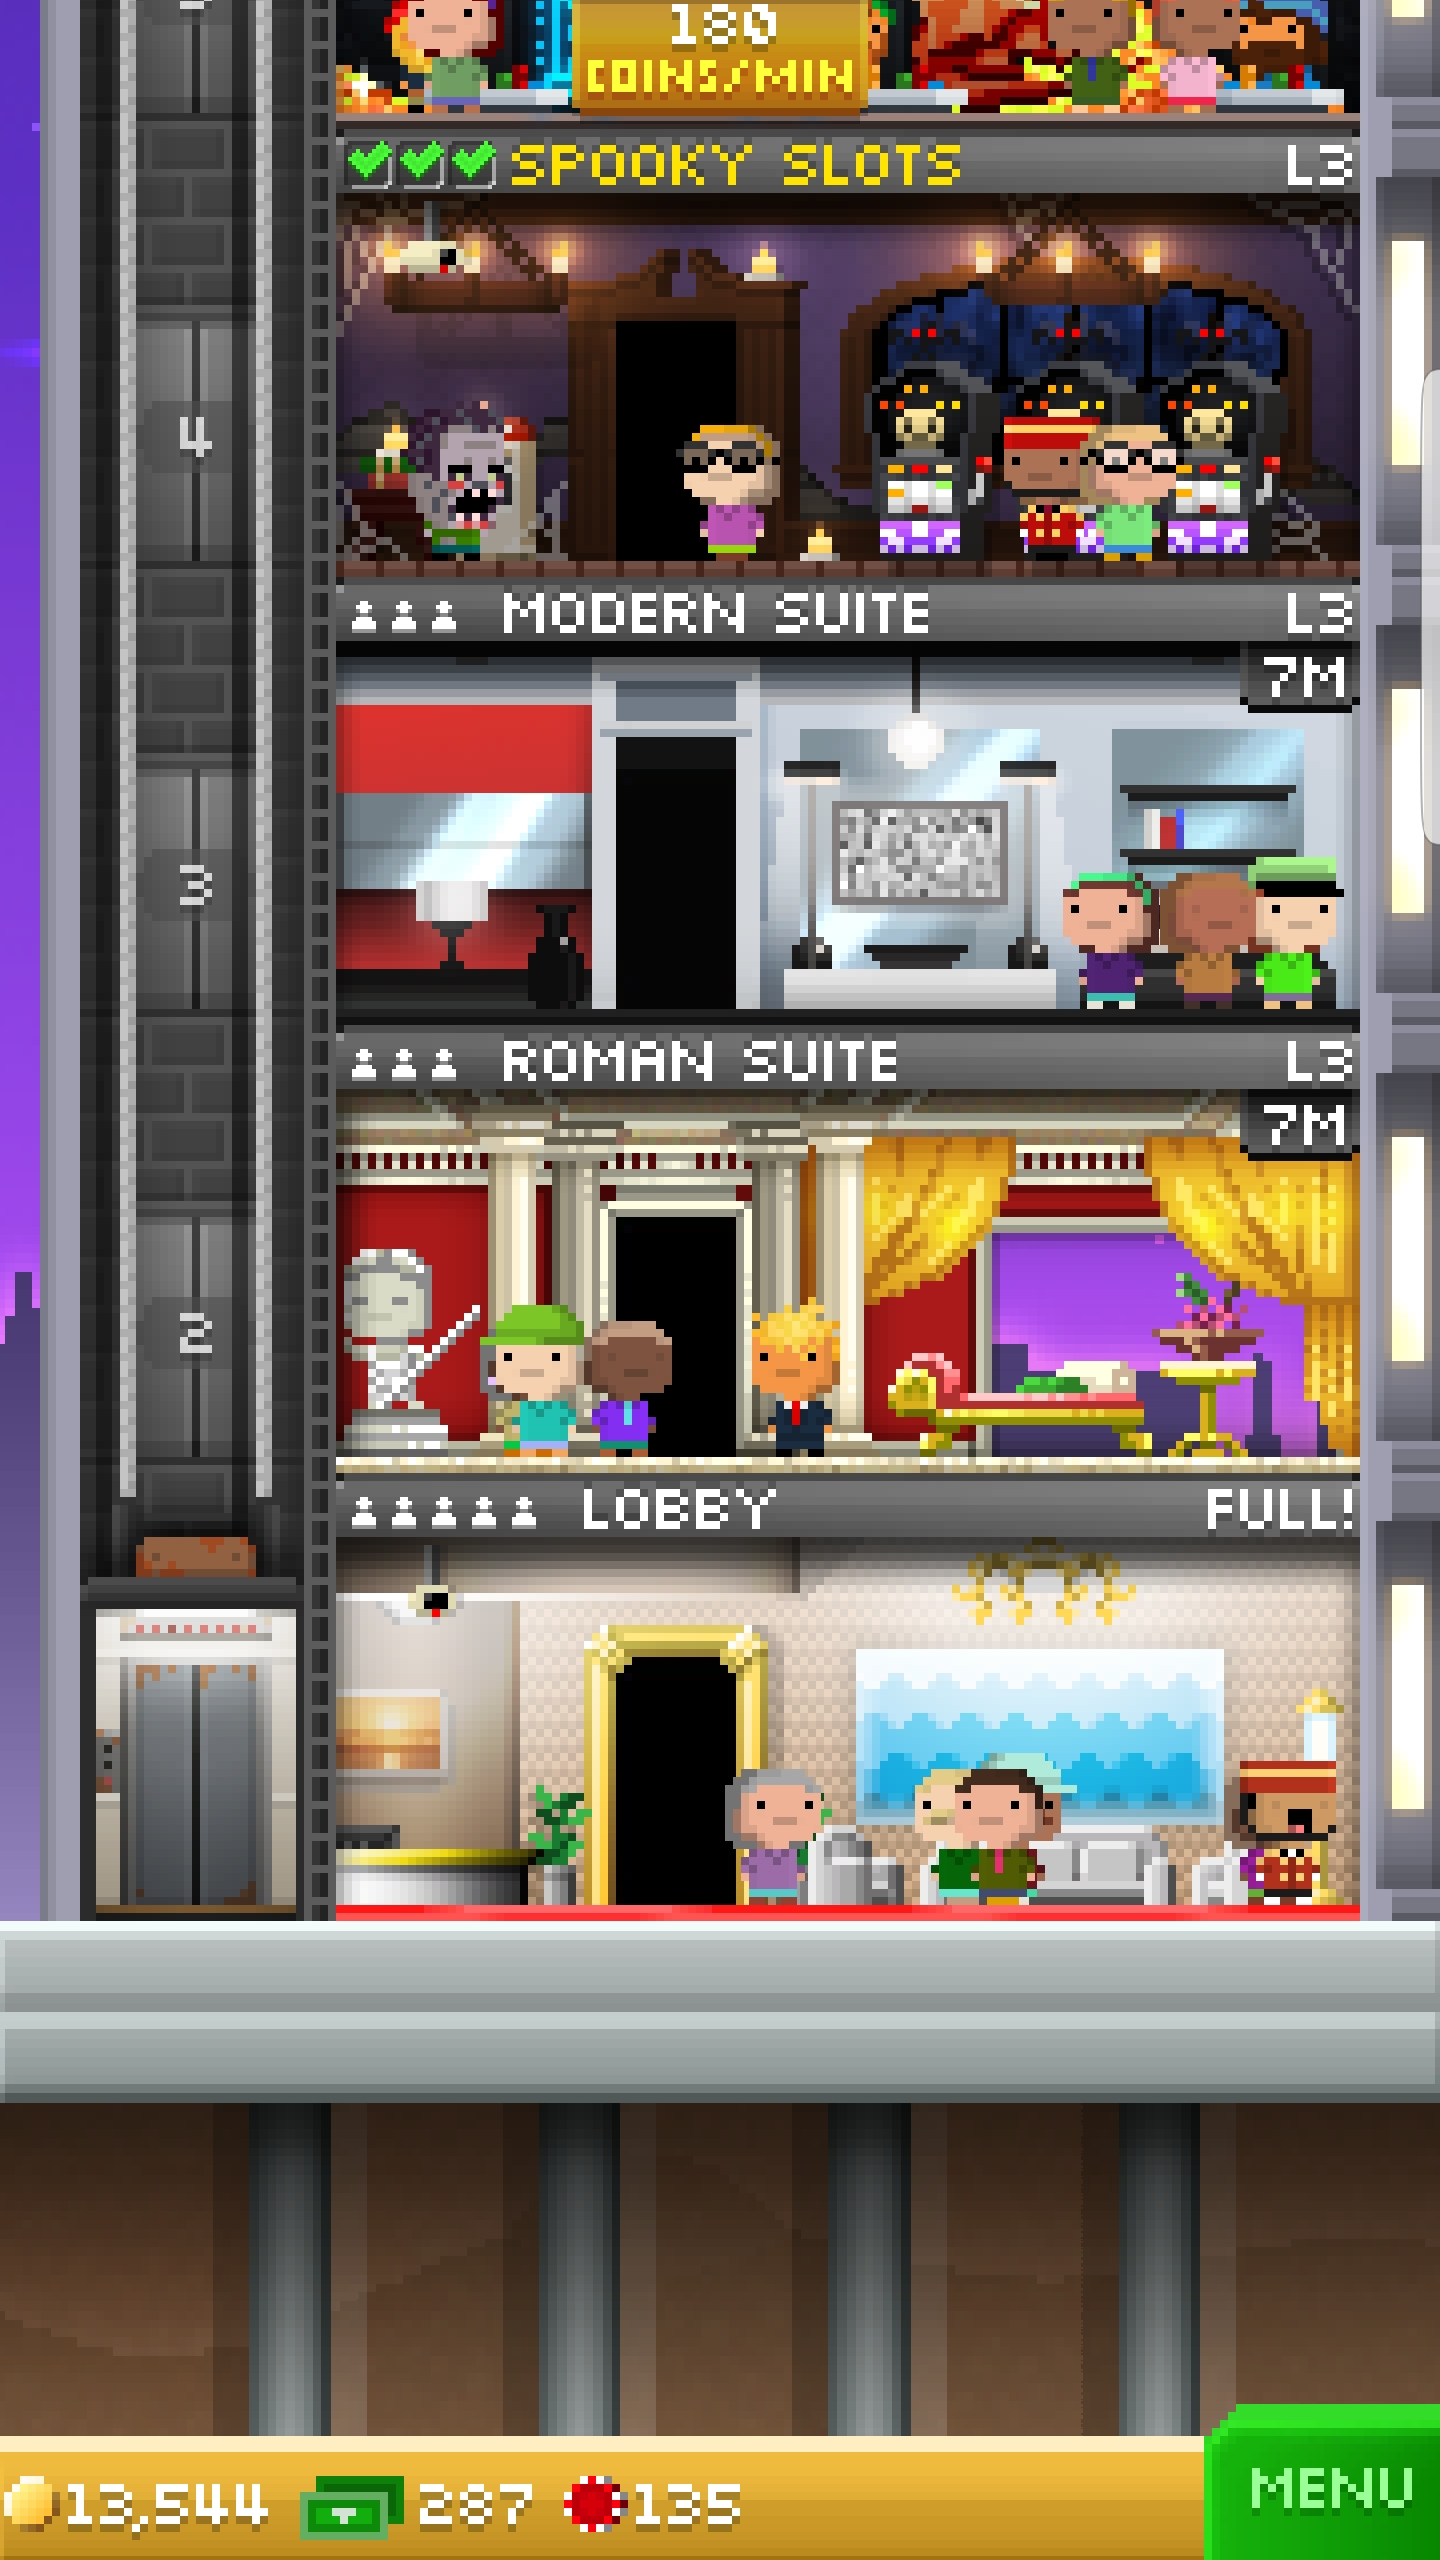 180
COINS/MIN
SPOOKY SLOTS L3
4
MODERN SUITE L3
7M
3
ROMAN SUITE L3
7M
2
LOBBY FULL!
13,544 287 135
MENU